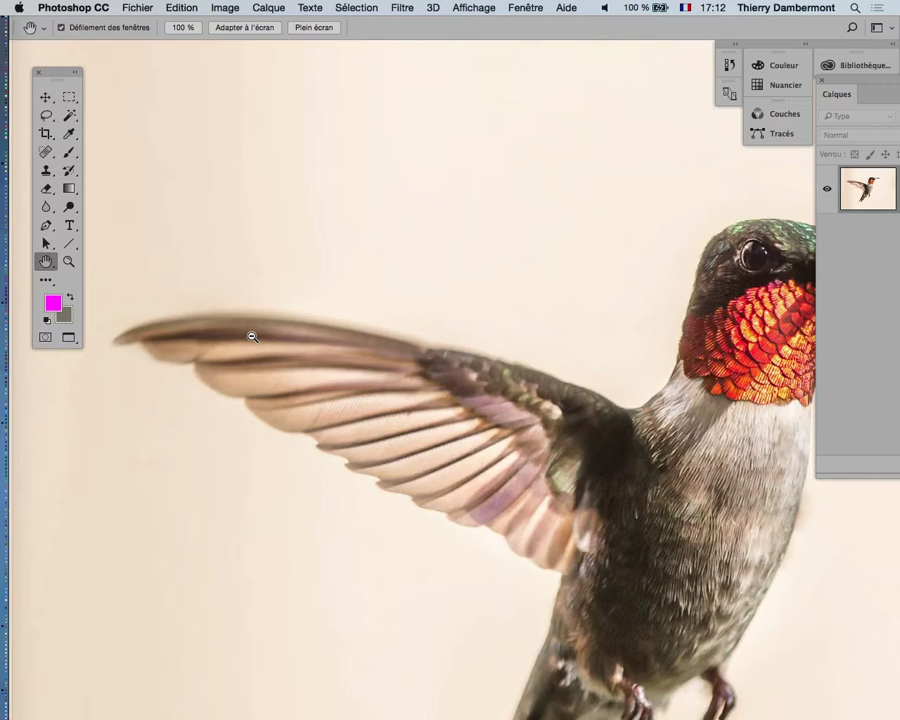 Photoshop CC Fichier Edition Image Calque Texte Sélection Filtre 3D Affichage Fenêtre Aide 100 % 17:12 Thierry Dambermont
Défilement des fenêtres 100 % Adapter à l'écran Plein écran
Couleur
Nuancier
Couches
Tracés
Bibliothèque...
Calques
Type
Normal
Verrou :
T